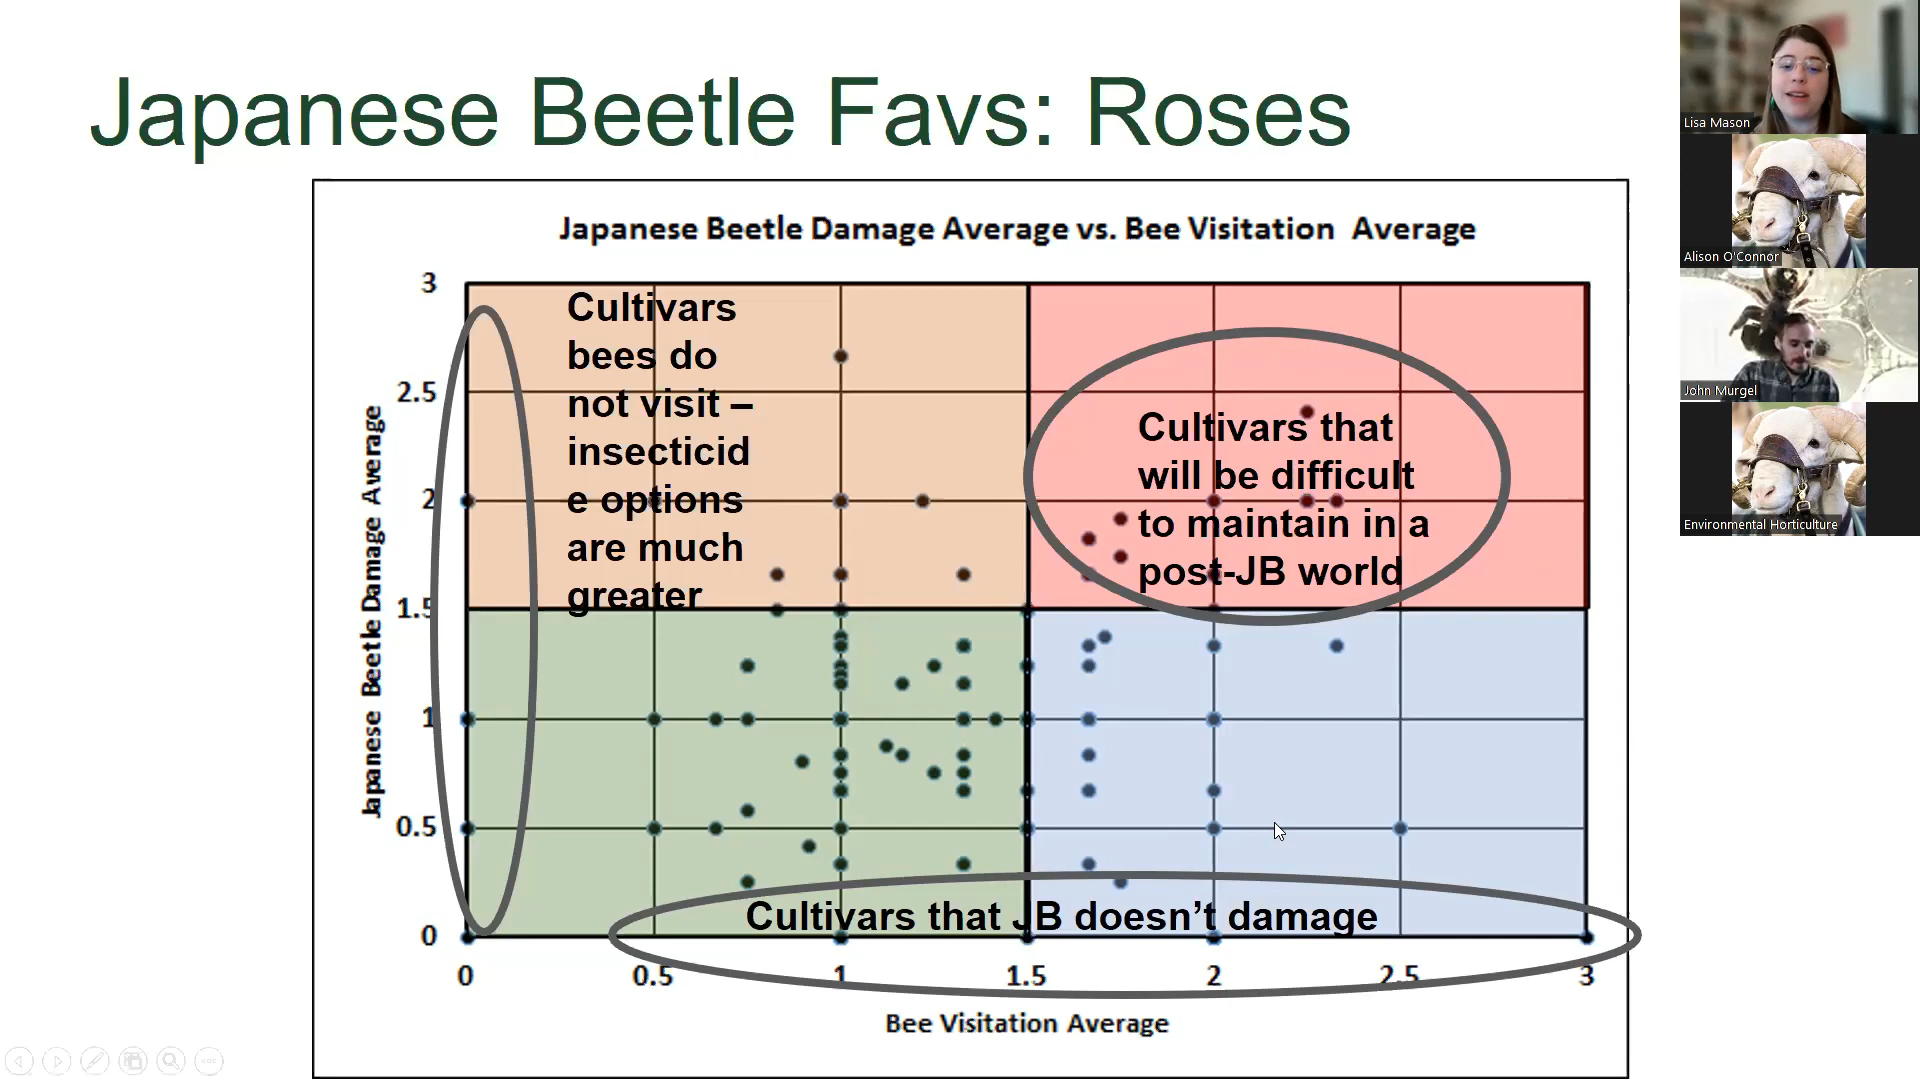 Japanese Beetle Favs: Roses
Japanese Beetle Damage Average vs. Bee Visitation Average
3
2.5
2
1.5
1
0.5
0
Japanese Beetle Damage Average
Cultivars
bees do
not visit –
insecticid
e options
are much
greater
Cultivars that
will be difficult
to maintain in a
post-JB world
Cultivars that JB doesn’t damage
0
0.5
1
1.5
2
2.5
3
Bee Visitation Average
Lisa Mason
Alison O'Connor
John Murgel
Environmental Horticulture